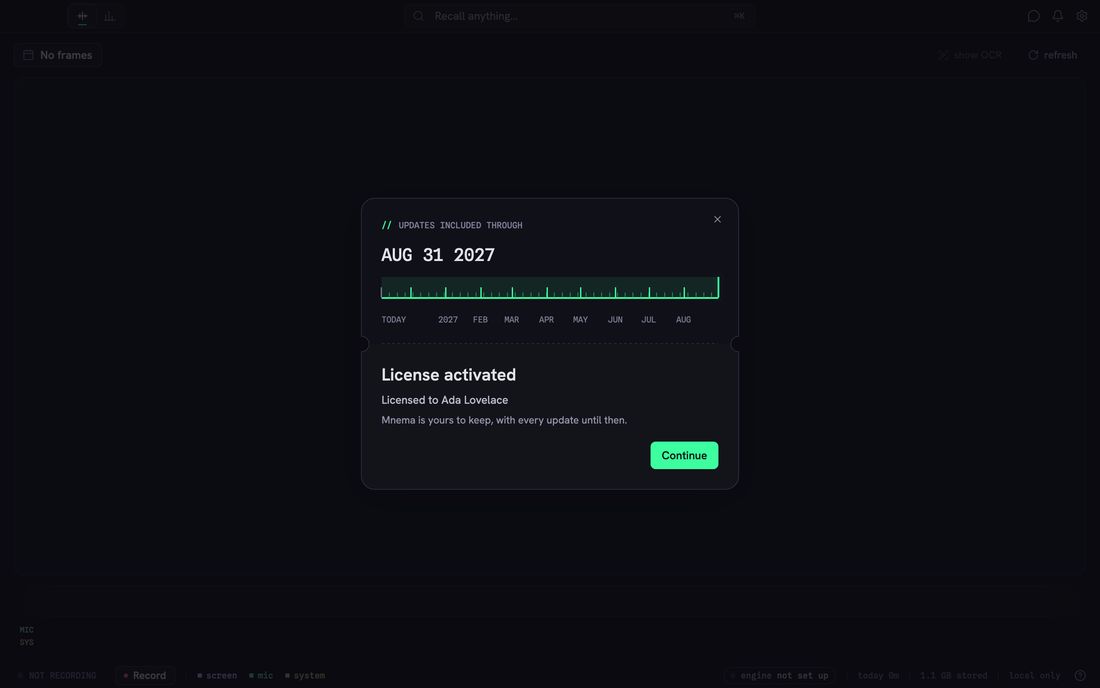 Recall anything... ⌘K
No frames show OCR refresh
// UPDATES INCLUDED THROUGH
AUG 31 2027
TODAY 2027 FEB MAR APR MAY JUN JUL AUG
License activated
Licensed to Ada Lovelace
Mnema is yours to keep, with every update until then.
Continue
MIC
SYS
NOT RECORDING Record screen mic system engine not set up today 0m 1.1 GB stored local only